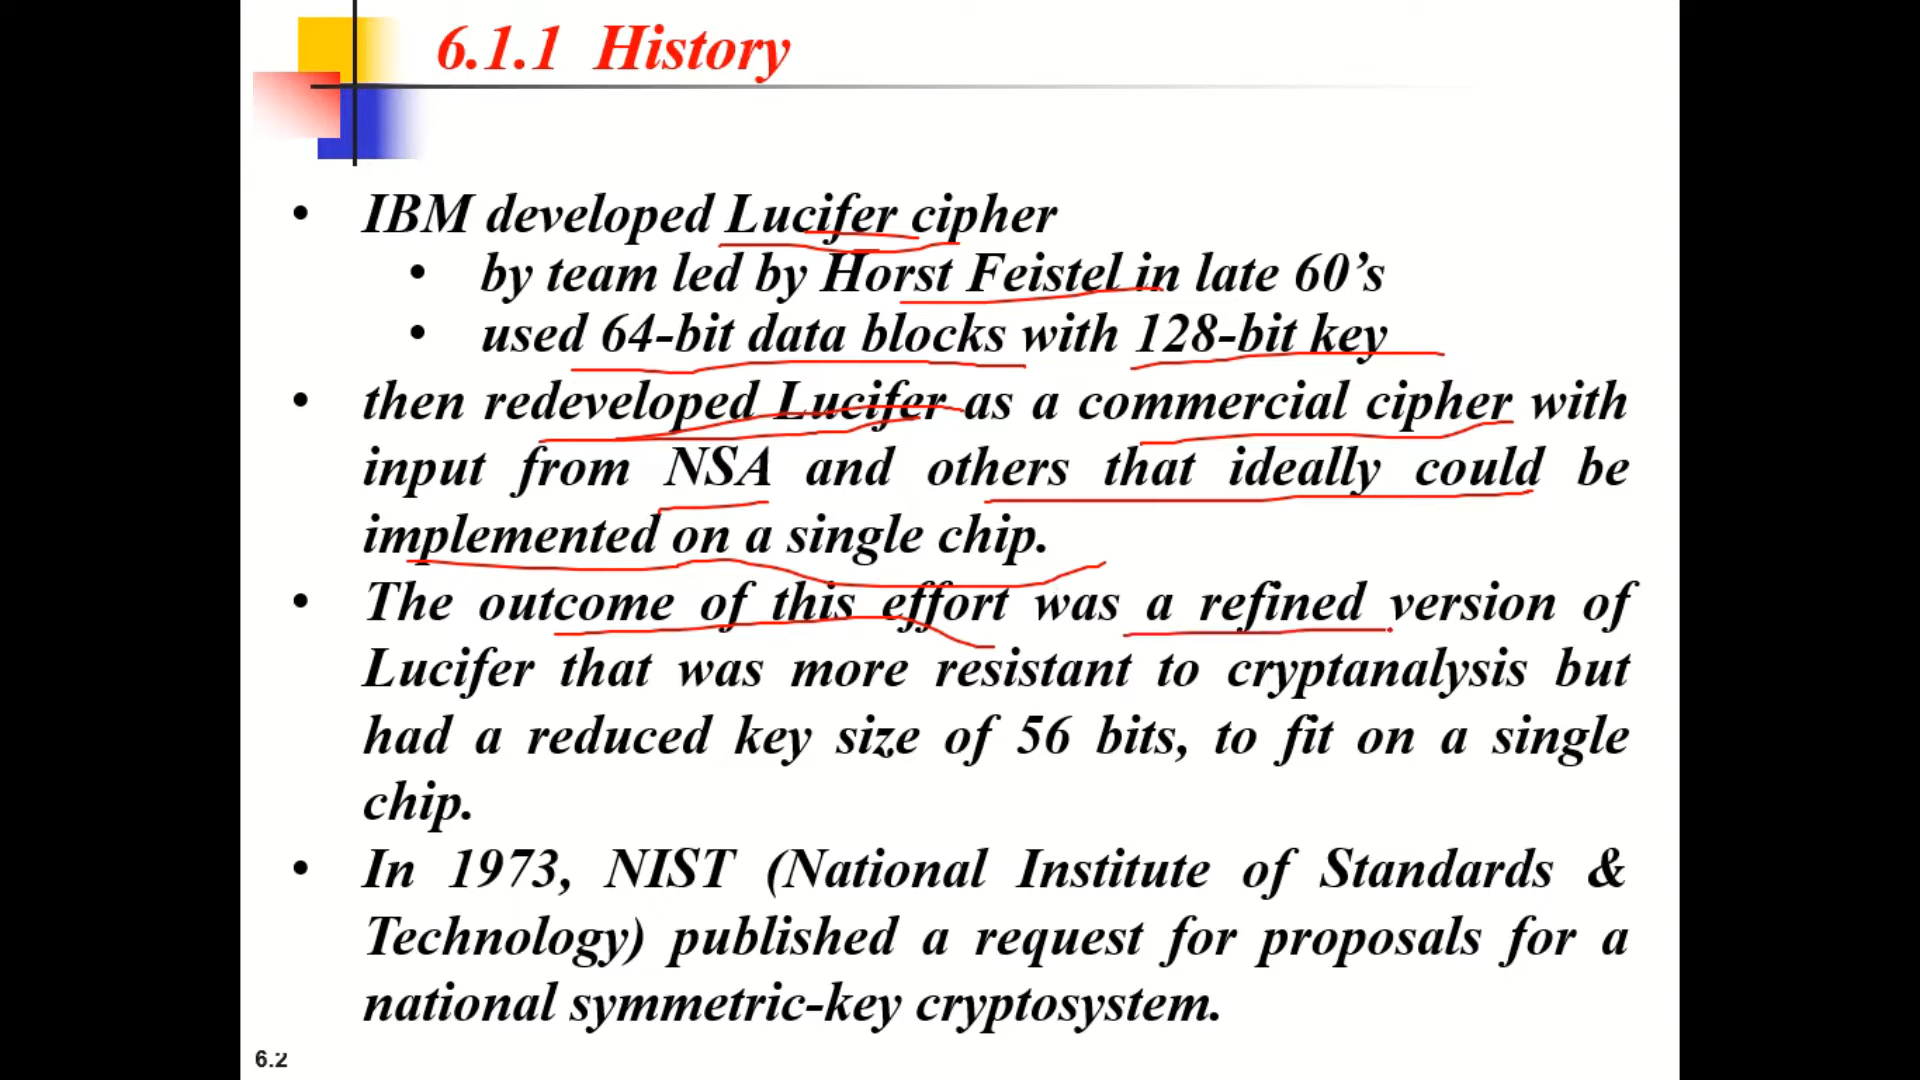 6.1.1 History
• IBM developed Lucifer cipher
• by team led by Horst Feistel in late 60’s
• used 64-bit data blocks with 128-bit key
• then redeveloped Lucifer as a commercial cipher with
input from NSA and others that ideally could be
implemented on a single chip.
• The outcome of this effort was a refined version of
Lucifer that was more resistant to cryptanalysis but
had a reduced key size of 56 bits, to fit on a single
chip.
• In 1973, NIST (National Institute of Standards &
Technology) published a request for proposals for a
national symmetric-key cryptosystem.
6.2